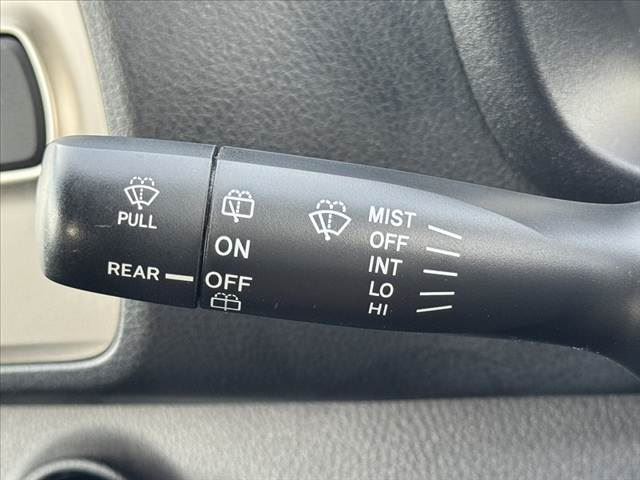 PULL
REAR
ON
OFF
MIST
OFF
INT
LO
HI